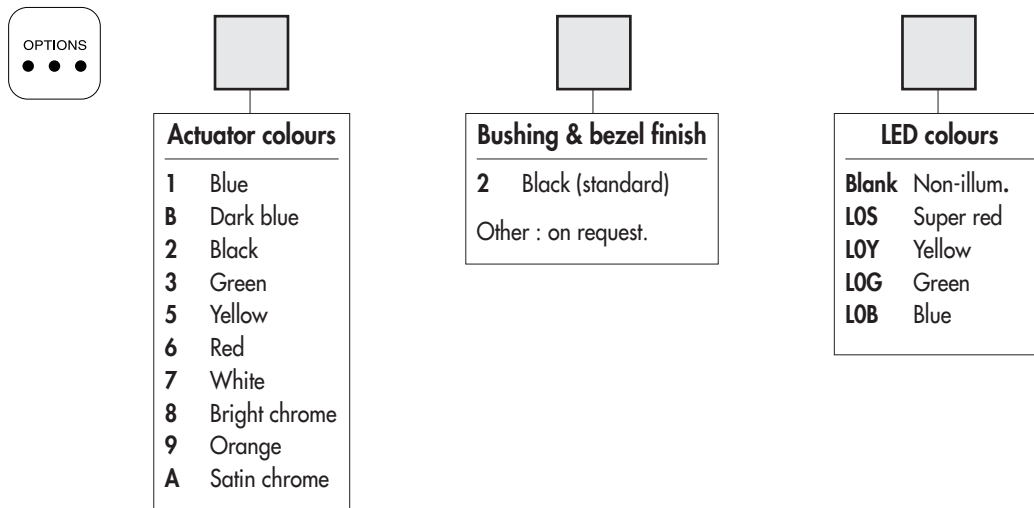 OPTIONS
Actuator colours
1 Blue
B Dark blue
2 Black
3 Green
5 Yellow
6 Red
7 White
8 Bright chrome
9 Orange
A Satin chrome
Bushing & bezel finish
2 Black (standard)
Other : on request.
LED colours
Blank Non-illum.
L0S Super red
L0Y Yellow
L0G Green
L0B Blue